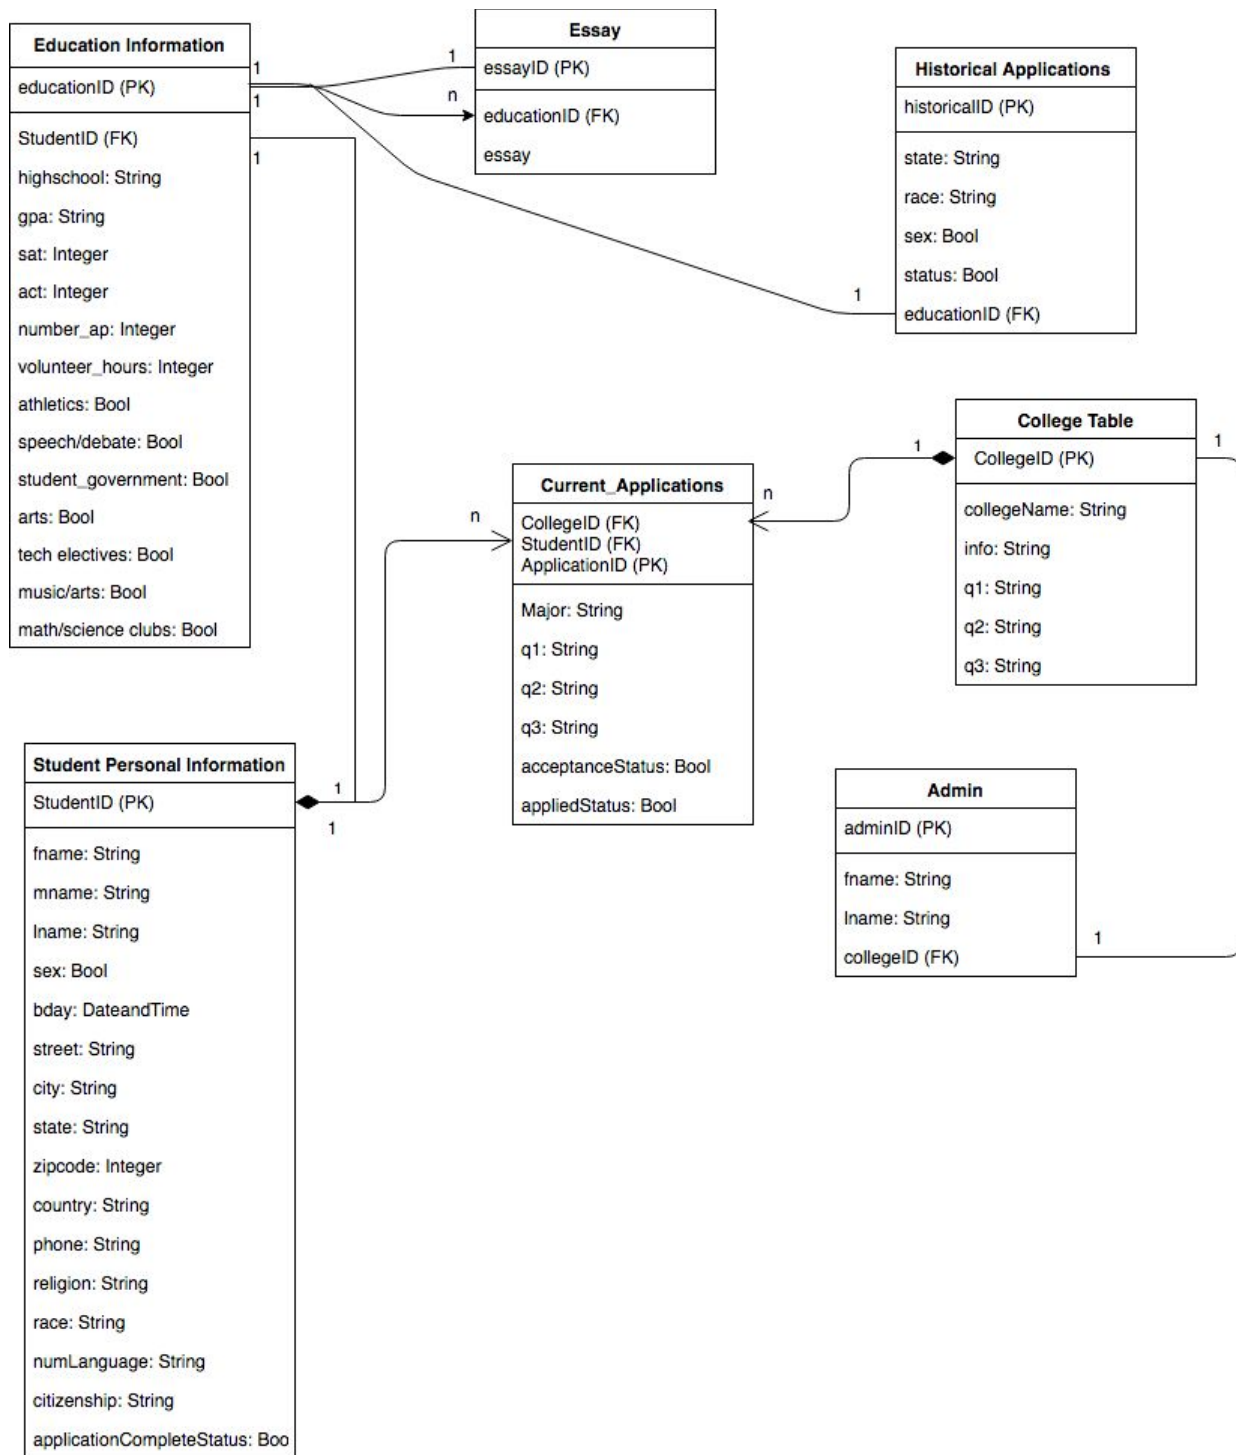 Education Information
educationID (PK)
StudentID (FK)
highschool: String
gpa: String
sat: Integer
act: Integer
number_ap: Integer
volunteer_hours: Integer
athletics: Bool
speech/debate: Bool
student_government: Bool
arts: Bool
tech electives: Bool
music/arts: Bool
math/science clubs: Bool
1
1
1
Essay
essayID (PK)
educationID (FK)
essay
1
n
Historical Applications
historicalID (PK)
state: String
race: String
sex: Bool
status: Bool
educationID (FK)
1
College Table
CollegeID (PK)
collegeName: String
info: String
q1: String
q2: String
q3: String
1
1
Current_Applications
CollegeID (FK)
StudentID (FK)
ApplicationID (PK)
Major: String
q1: String
q2: String
q3: String
acceptanceStatus: Bool
appliedStatus: Bool
n
n
Student Personal Information
StudentID (PK)
fname: String
mname: String
lname: String
sex: Bool
bday: DateandTime
street: String
city: String
state: String
zipcode: Integer
country: String
phone: String
religion: String
race: String
numLanguage: String
citizenship: String
applicationCompleteStatus: Boo
1
1
Admin
adminID (PK)
fname: String
lname: String
collegeID (FK)
1